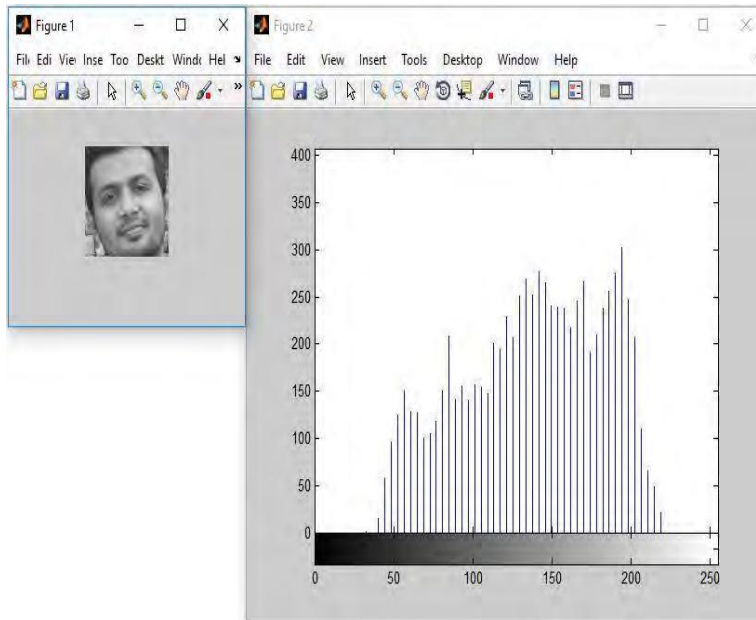 Figure 1
Fil Edi Vie Inse Too Deskt Windo Hel
Figure 2
File Edit View Insert Tools Desktop Window Help
400
350
300
250
200
150
100
50
0
0 50 100 150 200 250